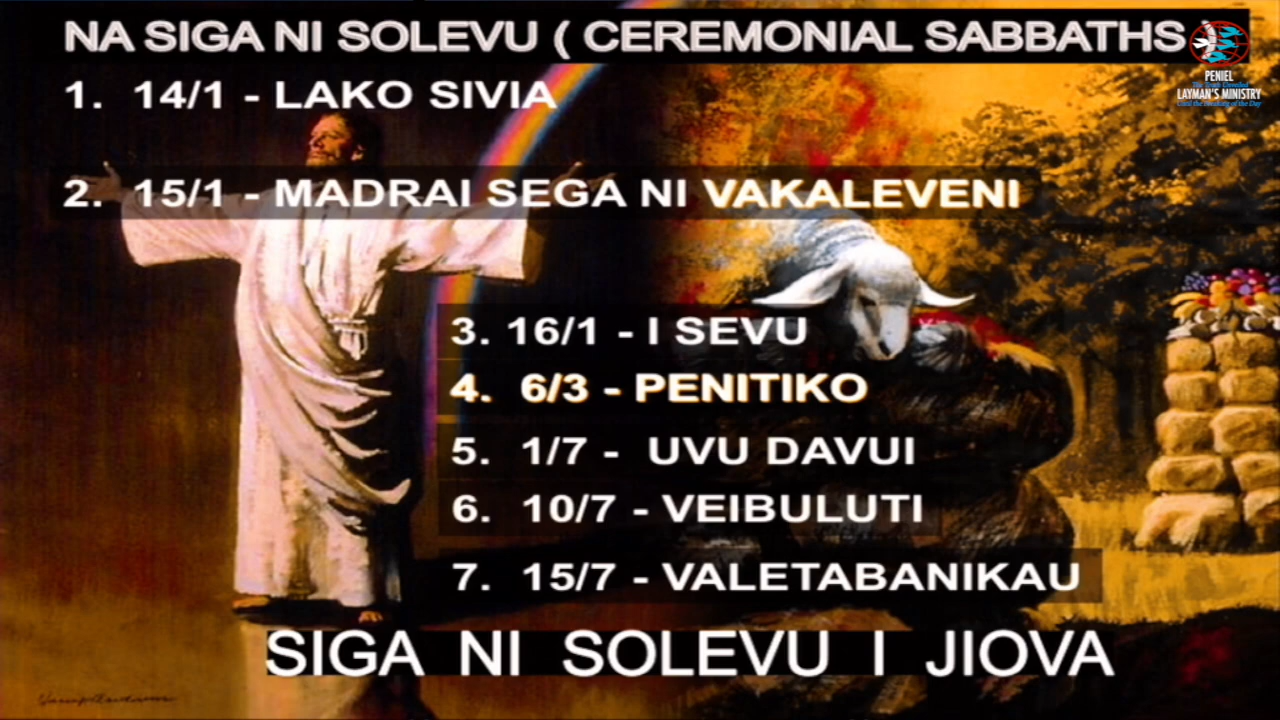 NA SIGA NI SOLEVU ( CEREMONIAL SABBATHS )
1. 14/1 - LAKO SIVIA
2. 15/1 - MADRAI SEGA NI VAKALEVENI
3. 16/1 - I SEVU
4. 6/3 - PENITIKO
5. 1/7 - UVU DAVUI
6. 10/7 - VEIBULUTI
7. 15/7 - VALETABANIKAU
SIGA NI SOLEVU I JIOVA
PENIEL
LAYMAN'S MINISTRY